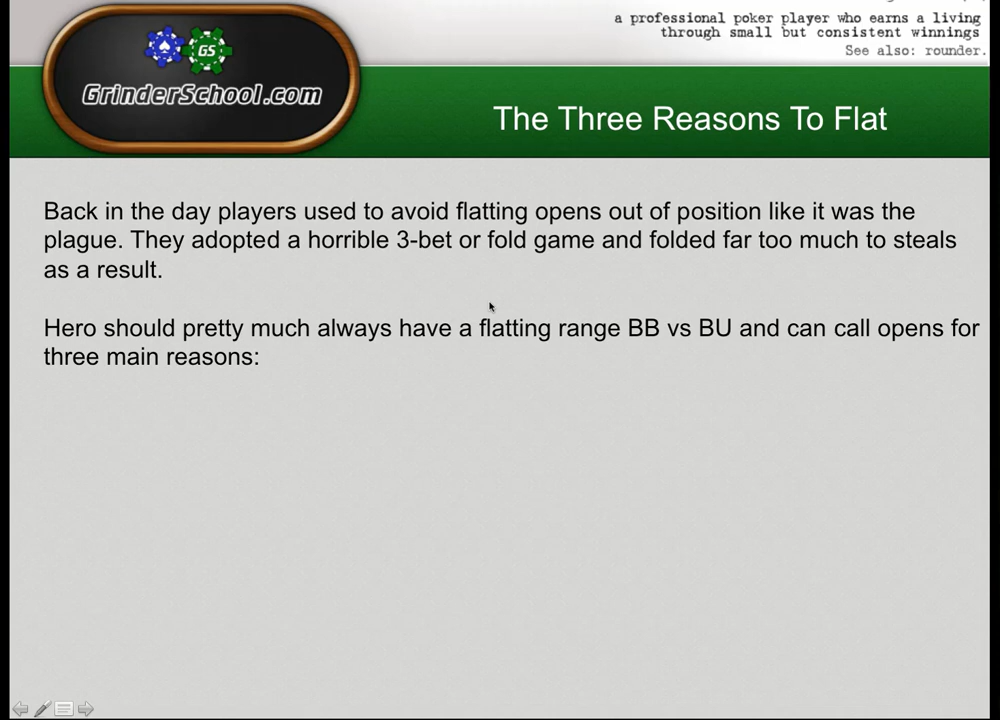 a professional poker player who earns a living
through small but consistent winnings
See also: rounder.
GS
GrinderSchool.com
The Three Reasons To Flat
Back in the day players used to avoid flatting opens out of position like it was the
plague. They adopted a horrible 3-bet or fold game and folded far too much to steals
as a result.
Hero should pretty much always have a flatting range BB vs BU and can call opens for
three main reasons: